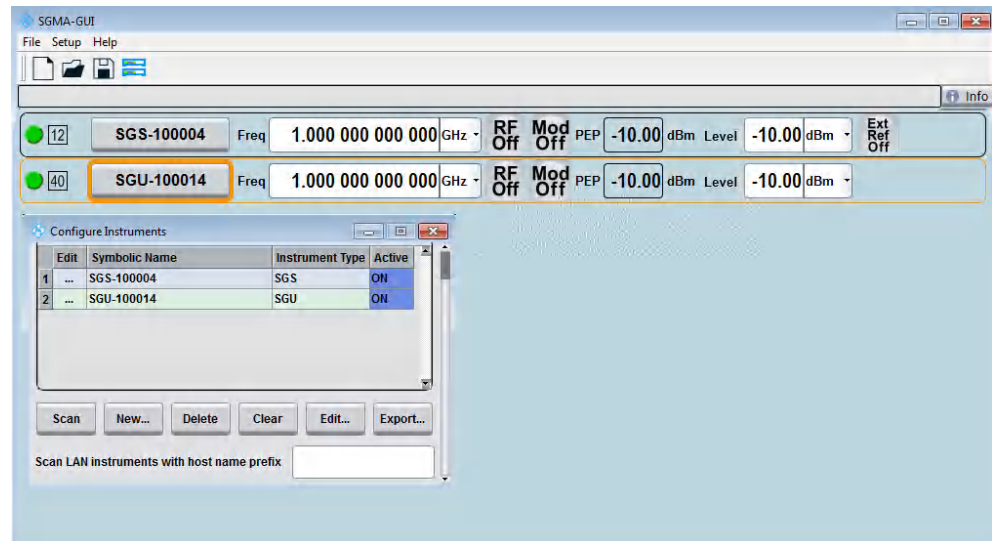 SGMA-GUI
File Setup Help
Info
12 SGS-100004 Freq 1.000 000 000 000 GHz RF Off Mod Off PEP -10.00 dBm Level -10.00 dBm Ext Ref Off
40 SGU-100014 Freq 1.000 000 000 000 GHz RF Off Mod Off PEP -10.00 dBm Level -10.00 dBm
Configure Instruments
Edit Symbolic Name Instrument Type Active
1 ... SGS-100004 SGS ON
2 ... SGU-100014 SGU ON
Scan New... Delete Clear Edit... Export...
Scan LAN instruments with host name prefix